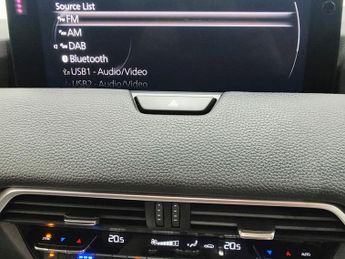 Source List
FM
AM
DAB
Bluetooth
USB1 - Audio/Video
USB2 - Audio/Video
20.5
20.5